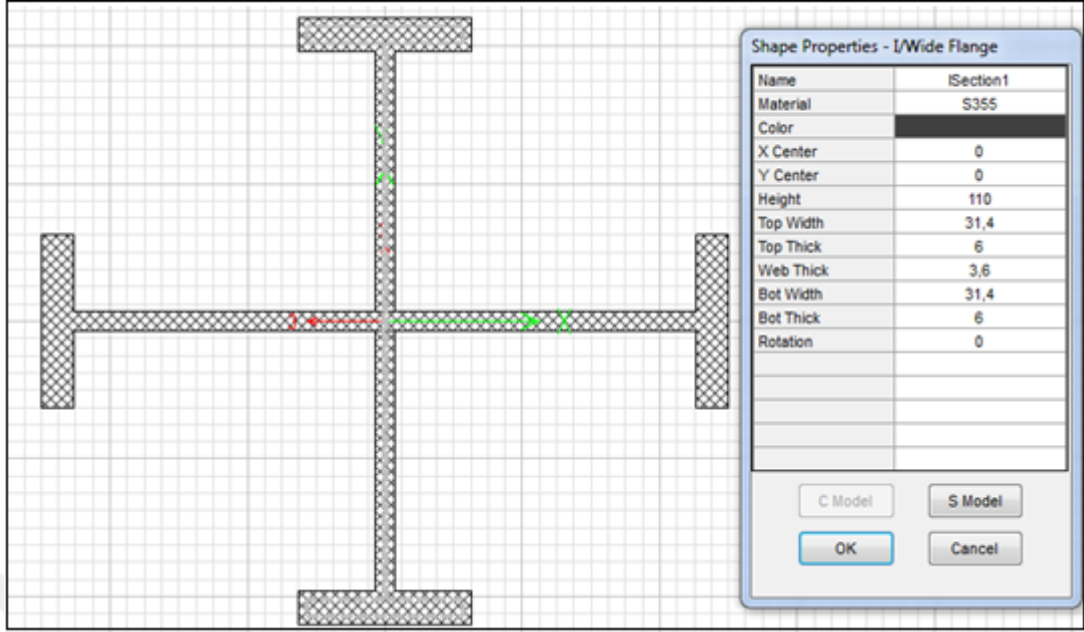 Shape Properties - I/Wide Flange
Name ISection1
Material S355
Color
X Center 0
Y Center 0
Height 110
Top Width 31,4
Top Thick 6
Web Thick 3,6
Bot Width 31,4
Bot Thick 6
Rotation 0
X
C Model S Model
OK Cancel